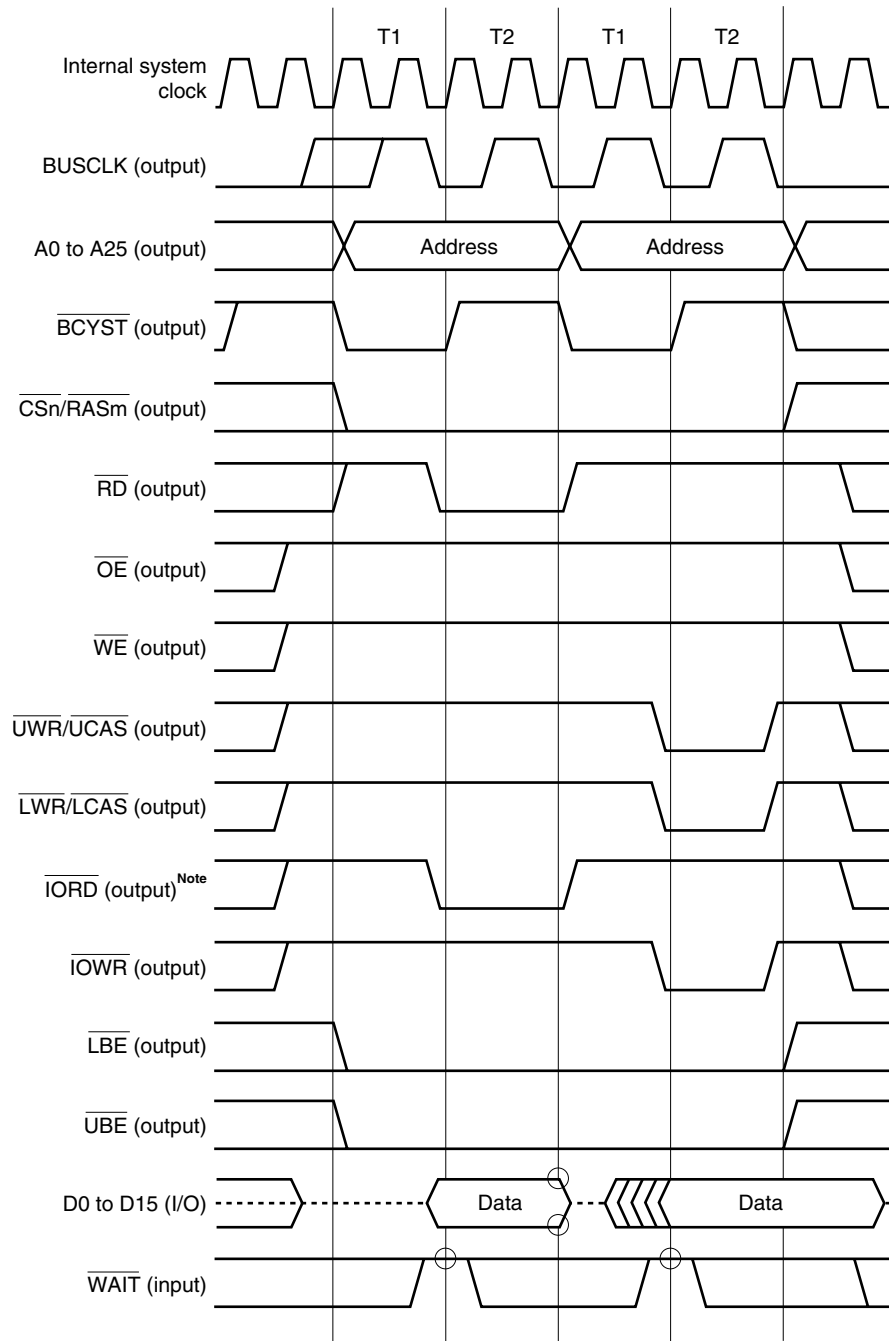 T1 T2 T1 T2
Internal system
clock
BUSCLK (output)
A0 to A25 (output) Address Address
BCYST (output)
CSn/RASm (output)
RD (output)
OE (output)
WE (output)
UWR/UCAS (output)
LWR/LCAS (output)
IORD (output)Note
IOWR (output)
LBE (output)
UBE (output)
D0 to D15 (I/O) Data Data
WAIT (input)